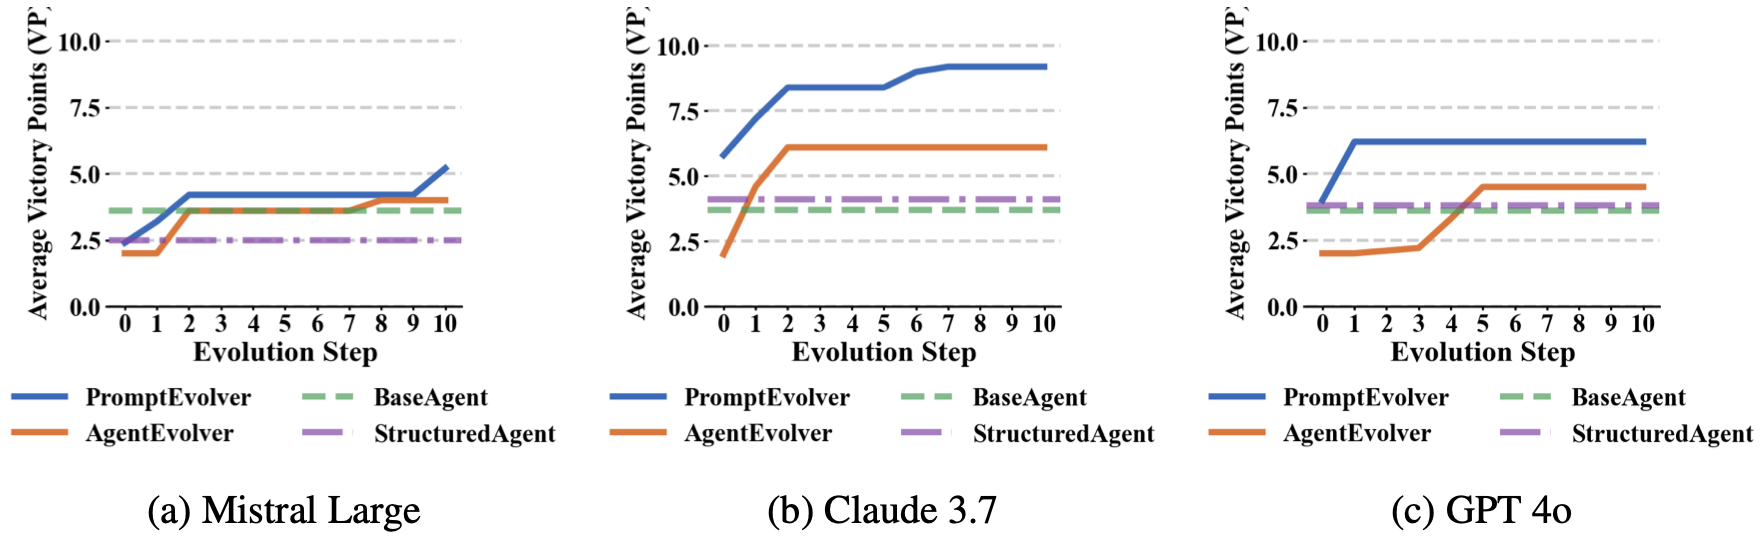 Average Victory Points (VP)
10.0
7.5
5.0
2.5
0.0
0 1 2 3 4 5 6 7 8 9 10
Evolution Step
PromptEvolver
BaseAgent
AgentEvolver
StructuredAgent
(a) Mistral Large
Average Victory Points (VP)
10.0
7.5
5.0
2.5
0.0
0 1 2 3 4 5 6 7 8 9 10
Evolution Step
PromptEvolver
BaseAgent
AgentEvolver
StructuredAgent
(b) Claude 3.7
Average Victory Points (VP)
10.0
7.5
5.0
2.5
0.0
0 1 2 3 4 5 6 7 8 9 10
Evolution Step
PromptEvolver
BaseAgent
AgentEvolver
StructuredAgent
(c) GPT 4o